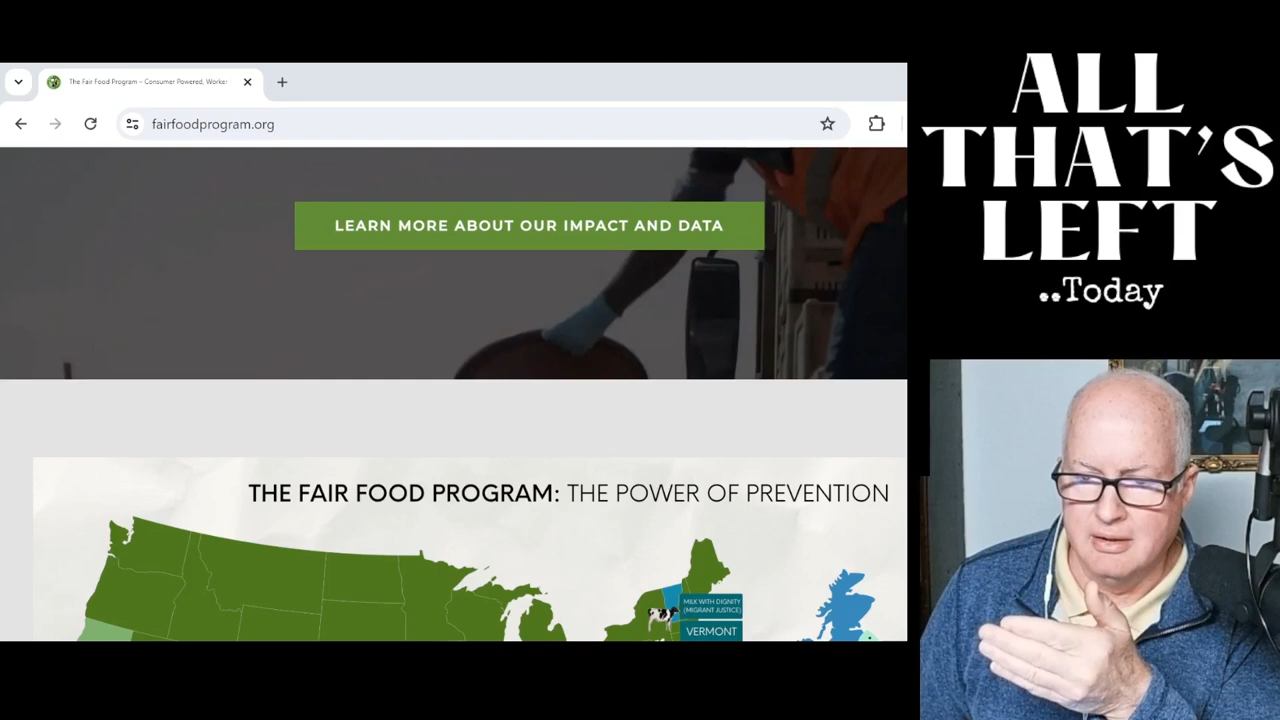 The Fair Food Program – Consumer Powered, Worker
fairfoodprogram.org
LEARN MORE ABOUT OUR IMPACT AND DATA
THE FAIR FOOD PROGRAM: THE POWER OF PREVENTION
MILK WITH DIGNITY
(MIGRANT JUSTICE)
VERMONT
ALL
THAT'S
LEFT
..Today